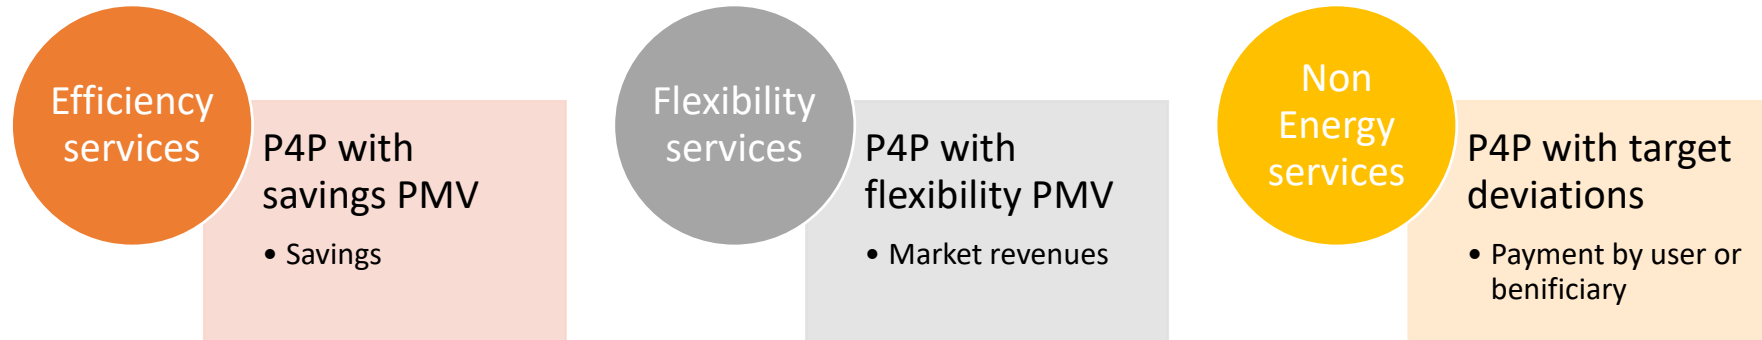 Efficiency
services
P4P with
savings PMV
• Savings
Flexibility
services
P4P with
flexibility PMV
• Market revenues
Non
Energy
services
P4P with target
deviations
• Payment by user or
benificiary